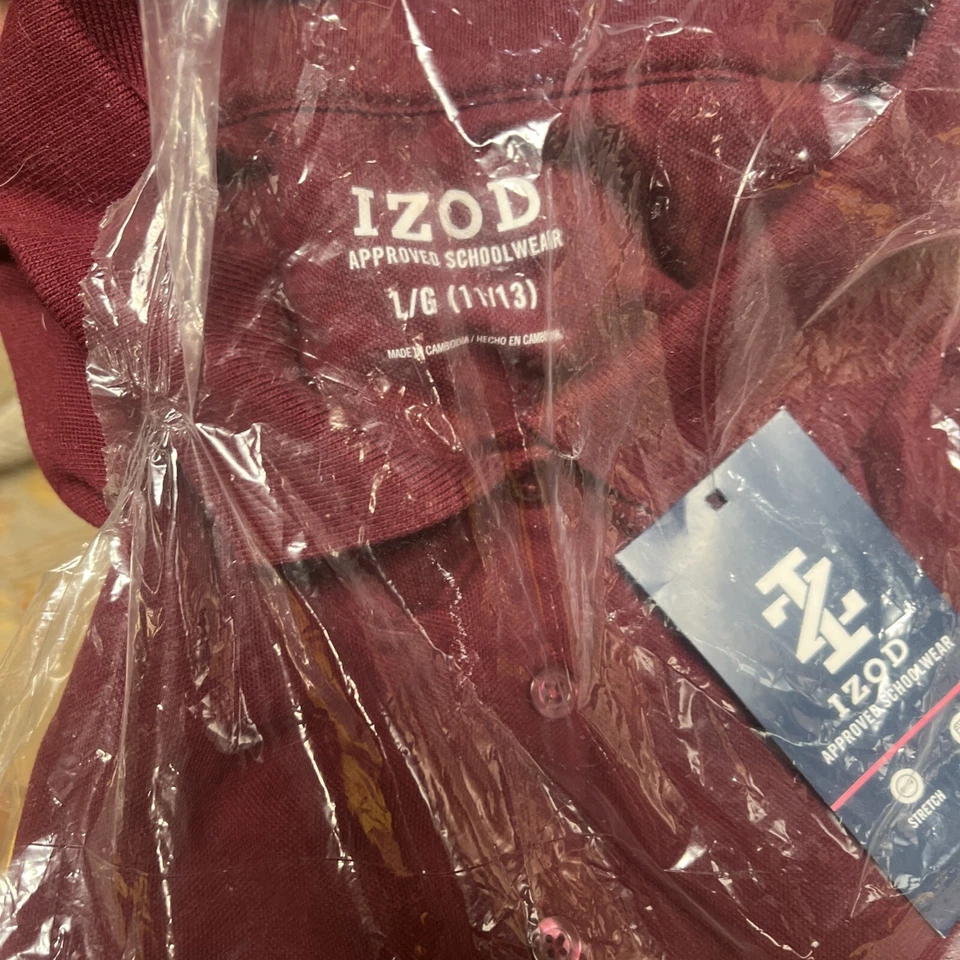 IZOD
APPROVED SCHOOLWEAR
L/G (11/13)
MADE IN CAMBODIA / HECHO EN CAMBOYA
IZOD
APPROVED SCHOOLWEAR
STRETCH